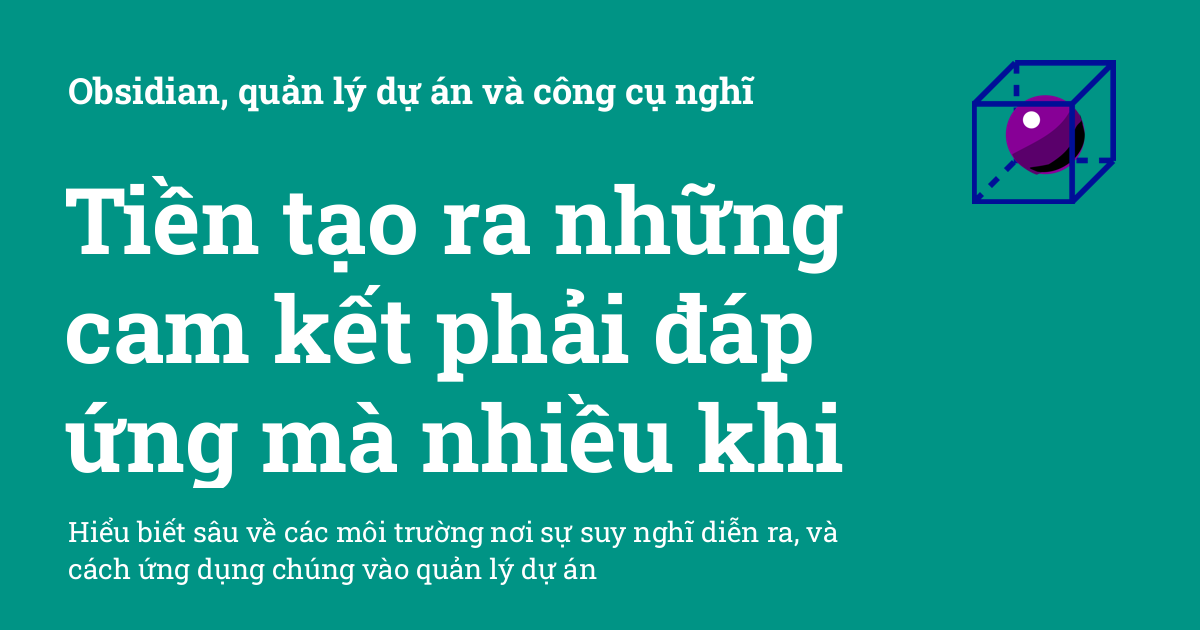 Obsidian, quản lý dự án và công cụ nghĩ
Tiền tạo ra những
cam kết phải đáp
ứng mà nhiều khi
Hiểu biết sâu về các môi trường nơi sự suy nghĩ diễn ra, và
cách ứng dụng chúng vào quản lý dự án